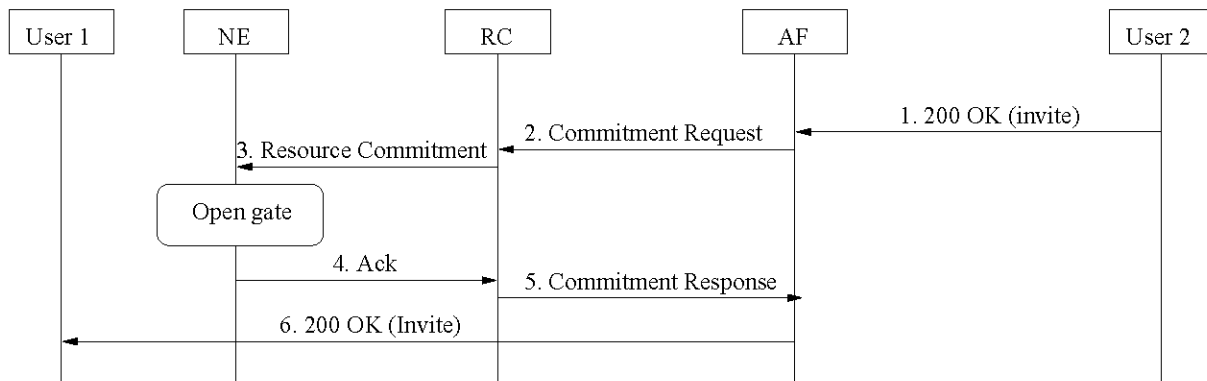 User 1
NE
RC
AF
User 2
1. 200 OK (invite)
2. Commitment Request
3. Resource Commitment
Open gate
4. Ack
5. Commitment Response
6. 200 OK (Invite)